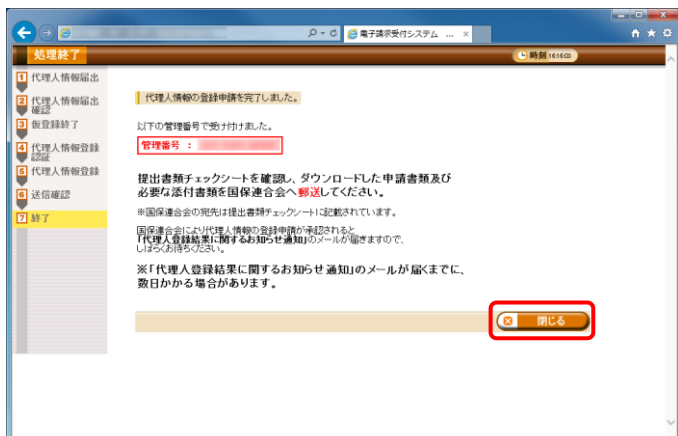 電子請求受付システム ...
処理終了
時刻 16:16:03
1 代理人情報届出
2 代理人情報届出
確認
3 仮登録終了
4 代理人情報登録
認証
5 代理人情報登録
6 送信確認
7 終了
代理人情報の登録申請を完了しました。
以下の管理番号で受け付けました。
管理番号 :
提出書類チェックシートを確認し、ダウンロードした申請書類及び
必要な添付書類を国保連合会へ郵送してください。
※国保連合会の宛先は提出書類チェックシートに記載されています。
国保連合会により代理人情報の登録申請が承認されると
「代理人登録結果に関するお知らせ通知」のメールが届きますので、
しばらくお待ちください。
※「代理人登録結果に関するお知らせ通知」のメールが届くまでに、
数日かかる場合があります。
閉じる